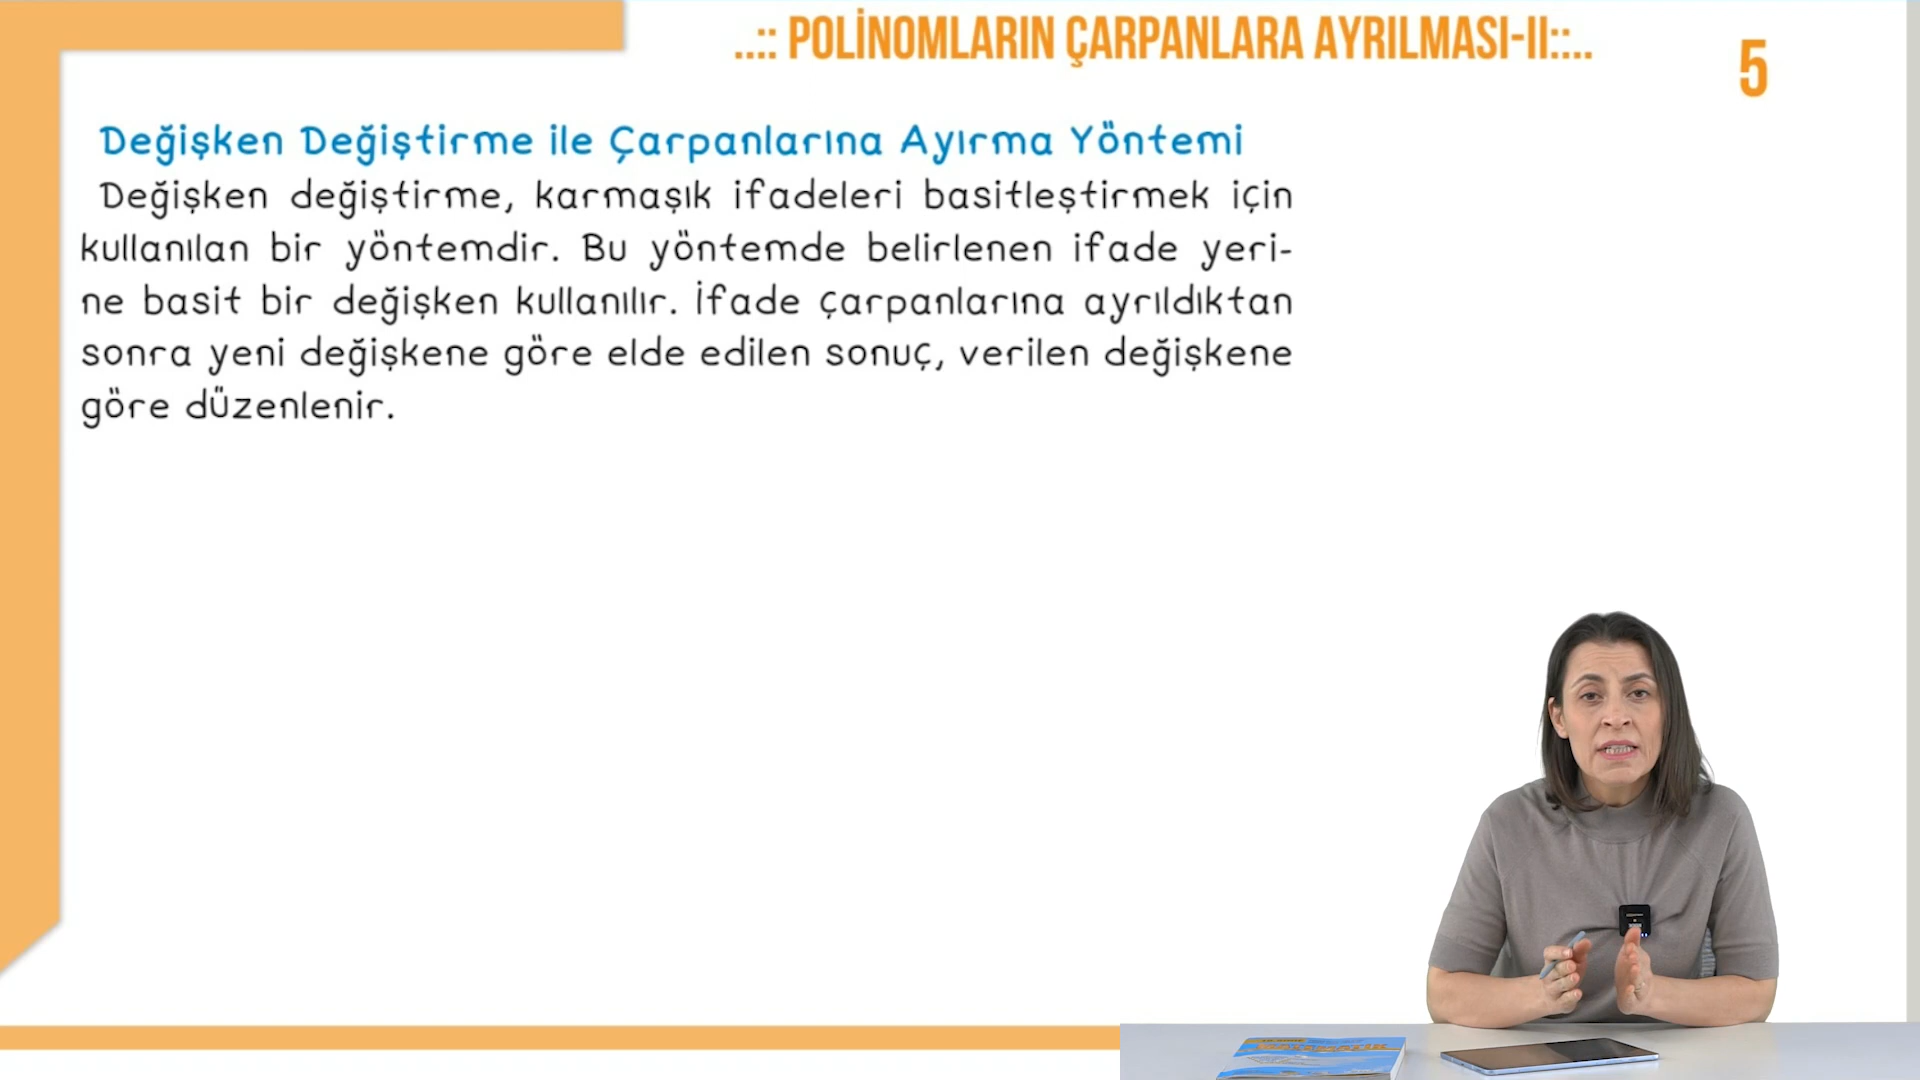 ..:: POLİNOMLARIN ÇARPANLARA AYRILMASI-II::..
5
Değişken Değiştirme ile Çarpanlarına Ayırma Yöntemi
Değişken değiştirme, karmaşık ifadeleri basitleştirmek için
kullanılan bir yöntemdir. Bu yöntemde belirlenen ifade yeri-
ne basit bir değişken kullanılır. İfade çarpanlarına ayrıldıktan
sonra yeni değişkene göre elde edilen sonuç, verilen değişkene
göre düzenlenir.